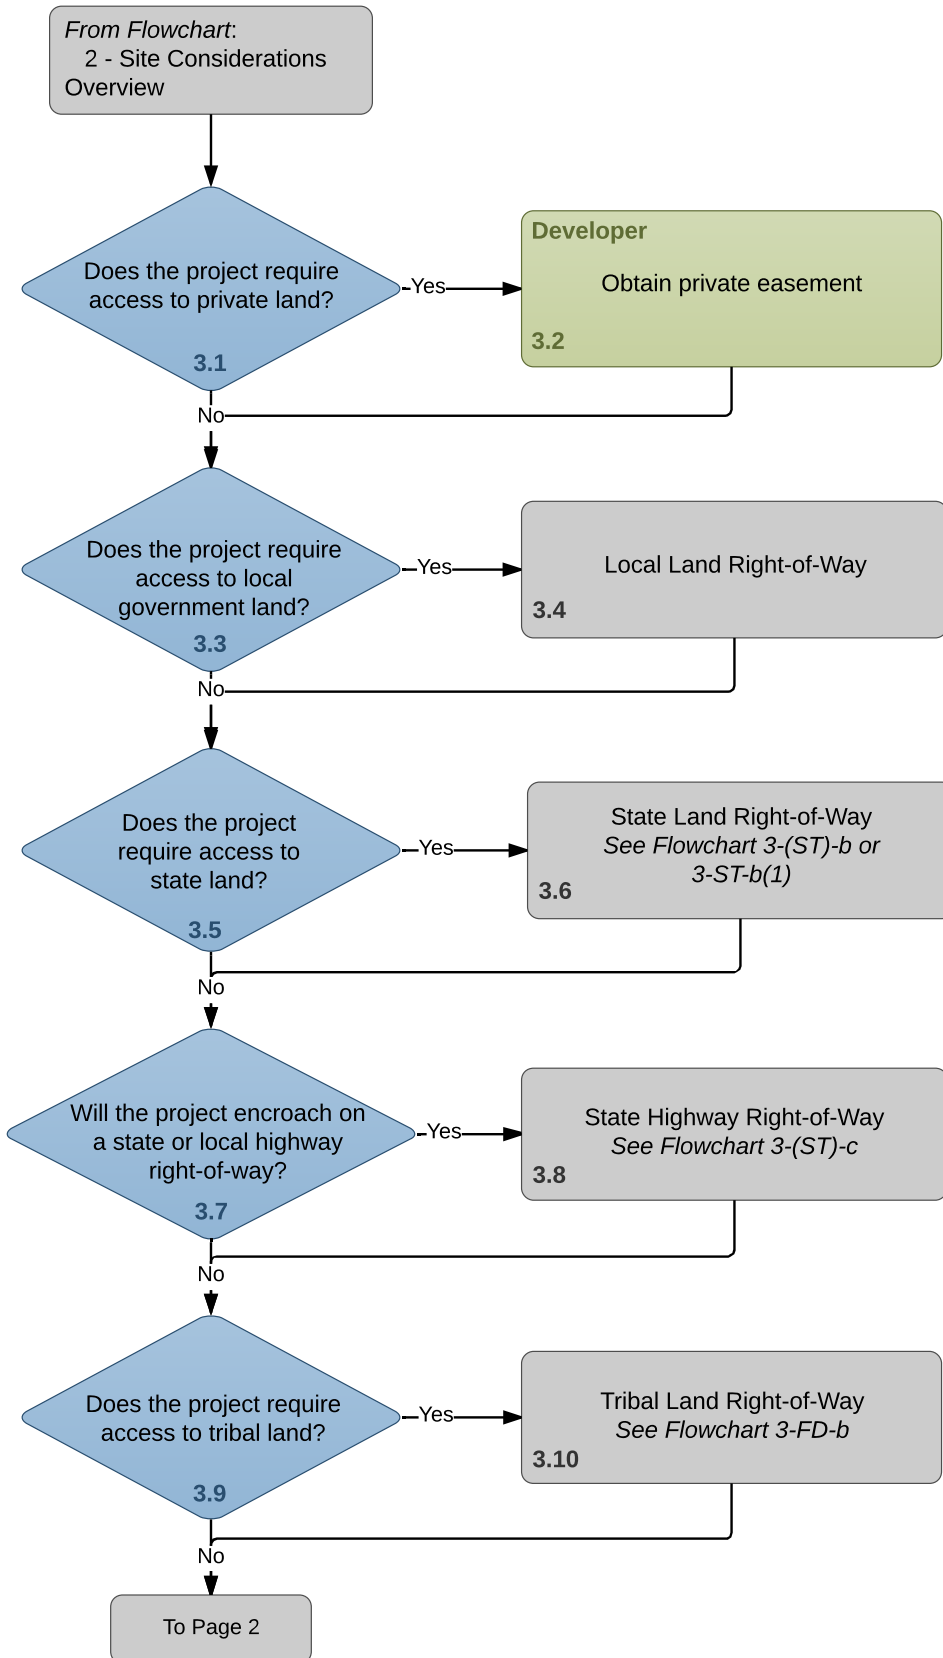 From Flowchart:
2 - Site Considerations
Overview
Does the project require
access to private land?
3.1
Yes
Developer
Obtain private easement
3.2
No
Does the project require
access to local
government land?
3.3
Yes
Local Land Right-of-Way
3.4
No
Does the project
require access to
state land?
3.5
Yes
State Land Right-of-Way
See Flowchart 3-(ST)-b or
3-ST-b(1)
3.6
No
Will the project encroach on
a state or local highway
right-of-way?
3.7
Yes
State Highway Right-of-Way
See Flowchart 3-(ST)-c
3.8
No
Does the project require
access to tribal land?
3.9
Yes
Tribal Land Right-of-Way
See Flowchart 3-FD-b
3.10
No
To Page 2